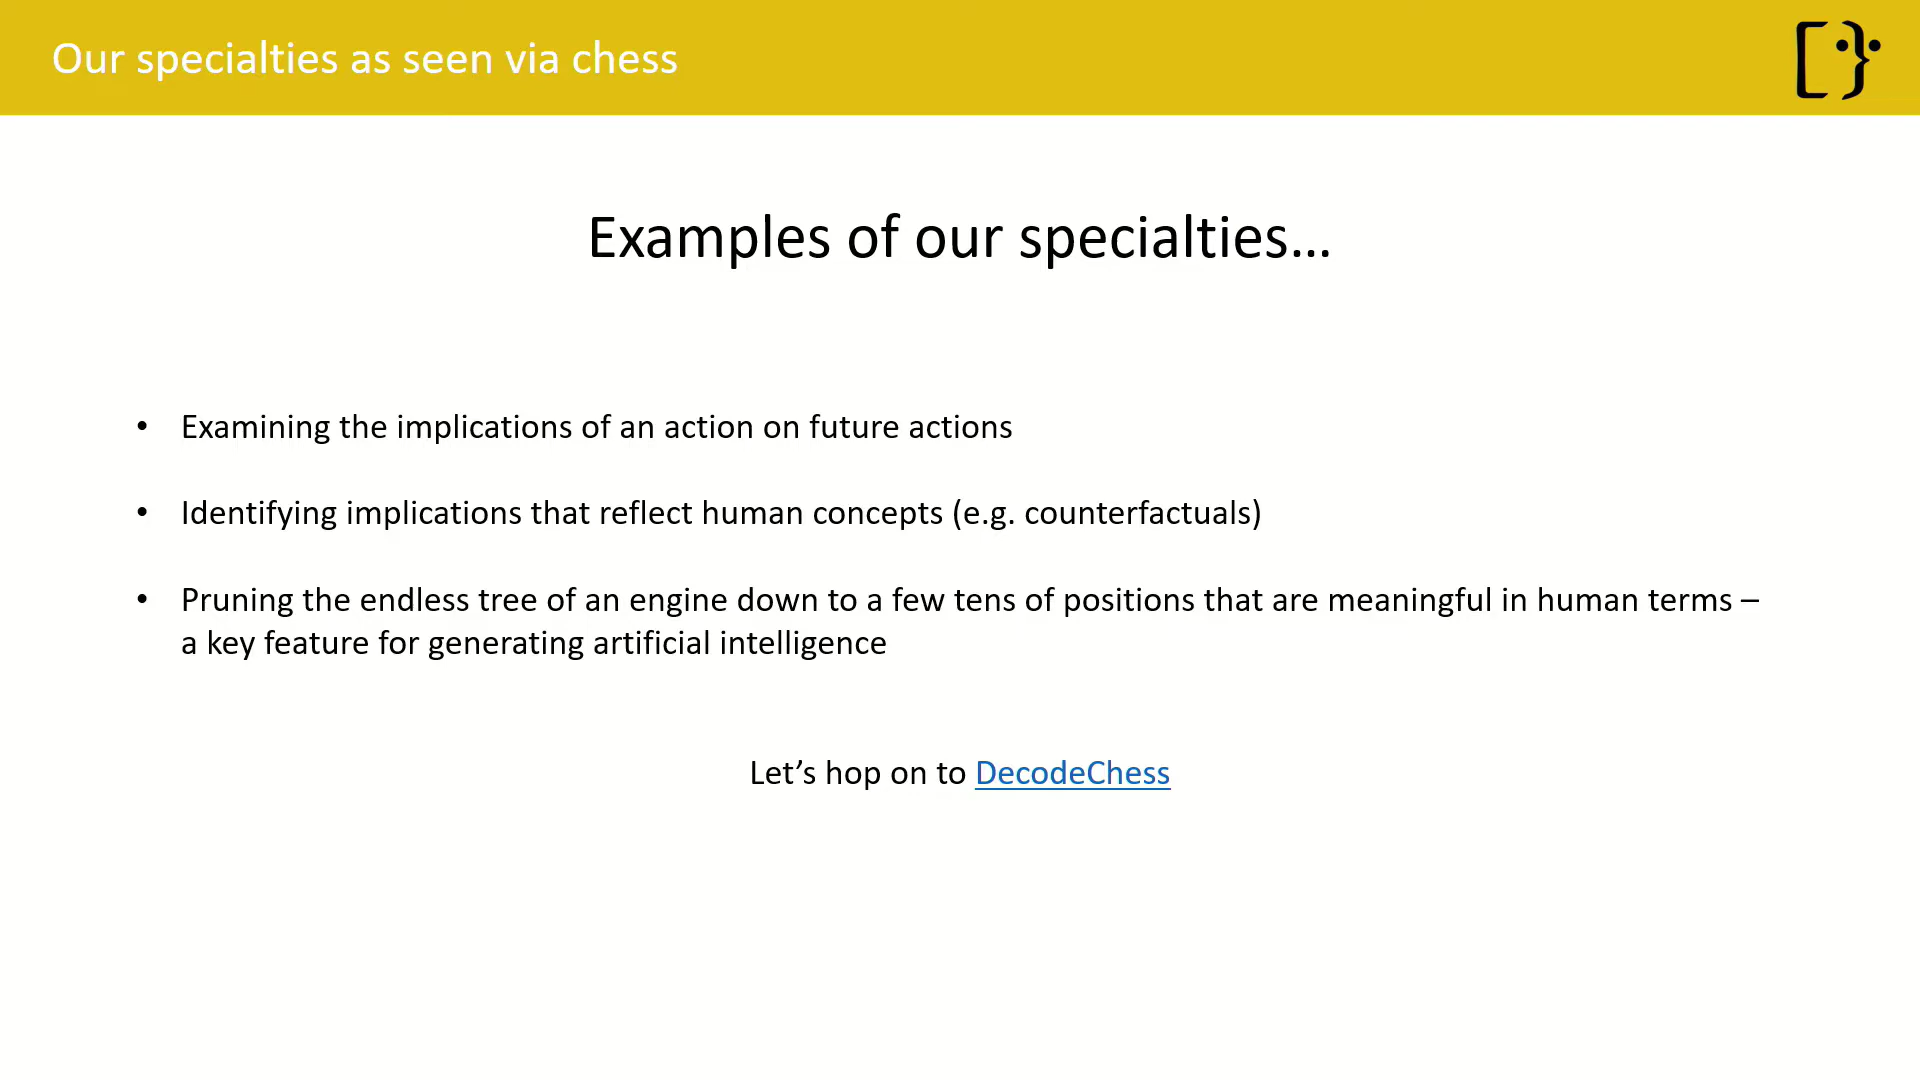 Our specialties as seen via chess
Examples of our specialties…
• Examining the implications of an action on future actions
• Identifying implications that reflect human concepts (e.g. counterfactuals)
• Pruning the endless tree of an engine down to a few tens of positions that are meaningful in human terms –
a key feature for generating artificial intelligence
Let’s hop on to DecodeChess